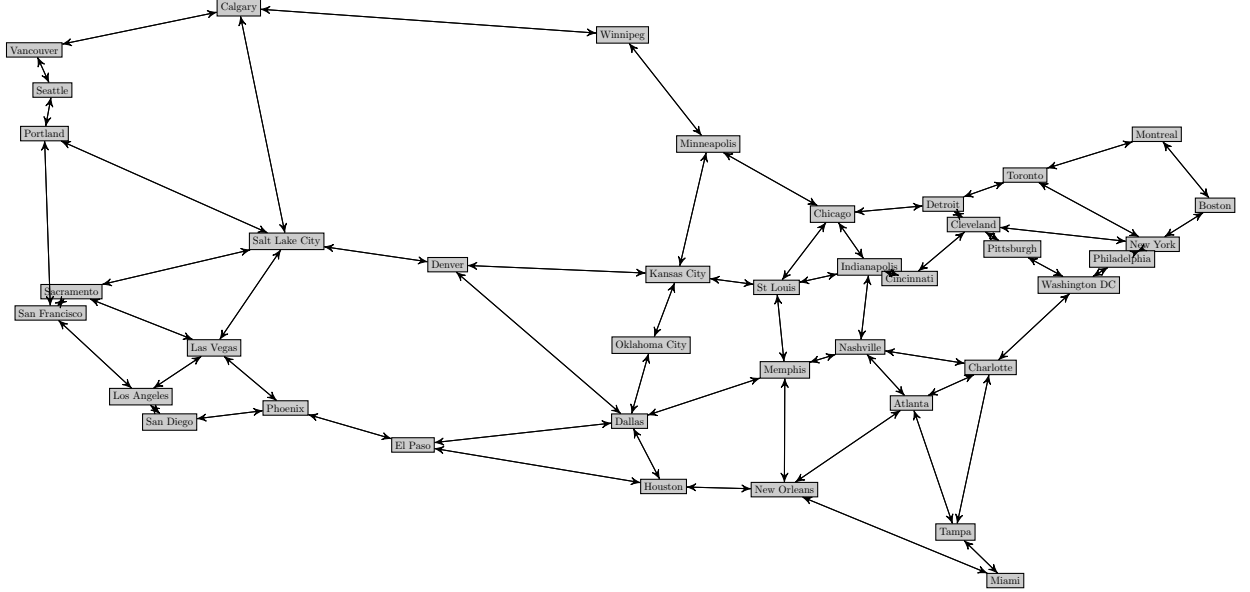 Calgary
Winnipeg
Vancouver
Seattle
Portland
Minneapolis
Montreal
Toronto
Detroit
Boston
Chicago
Cleveland
Salt Lake City
New York
Pittsburgh
Philadelphia
Denver
Indianapolis
Kansas City
Cincinnati
St Louis
Washington DC
Sacramento
San Francisco
Oklahoma City
Las Vegas
Nashville
Memphis
Charlotte
Los Angeles
Atlanta
Phoenix
San Diego
Dallas
El Paso
Houston
New Orleans
Tampa
Miami